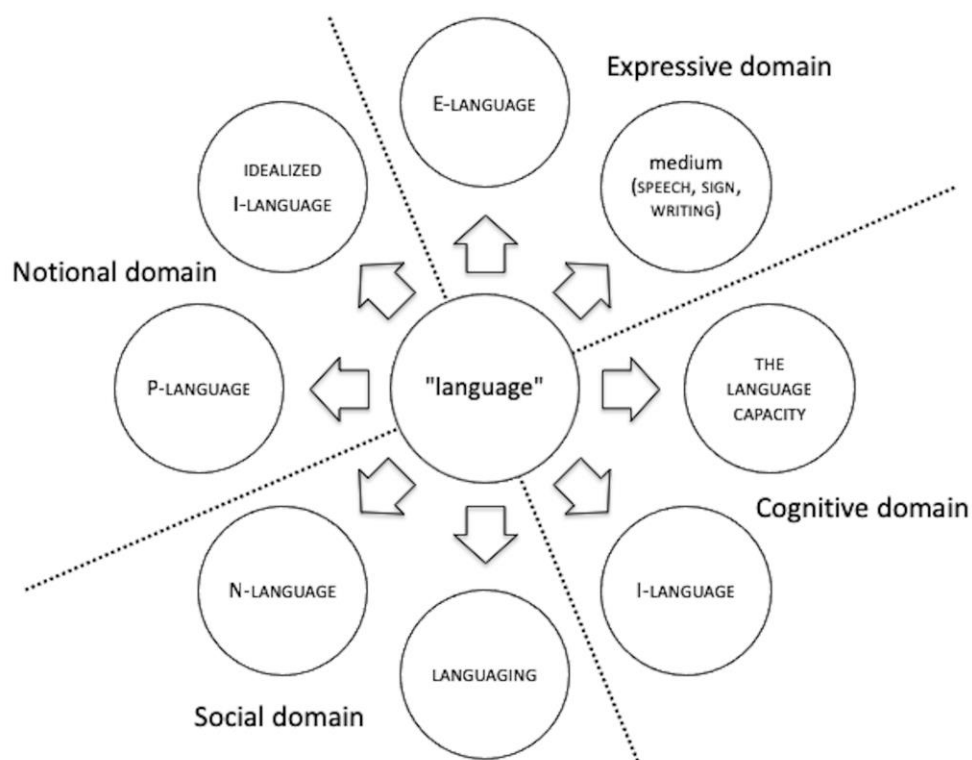 Expressive domain
E-LANGUAGE
medium
(SPEECH, SIGN,
WRITING)
IDEALIZED
I-LANGUAGE
Notional domain
P-LANGUAGE
"language"
THE
LANGUAGE
CAPACITY
Cognitive domain
N-LANGUAGE
I-LANGUAGE
LANGUAGING
Social domain